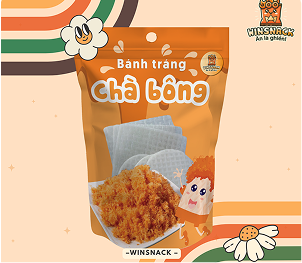 WINSNACK
Ăn là ghiền!
Bánh tráng
Chà bông
–WINSNACK –